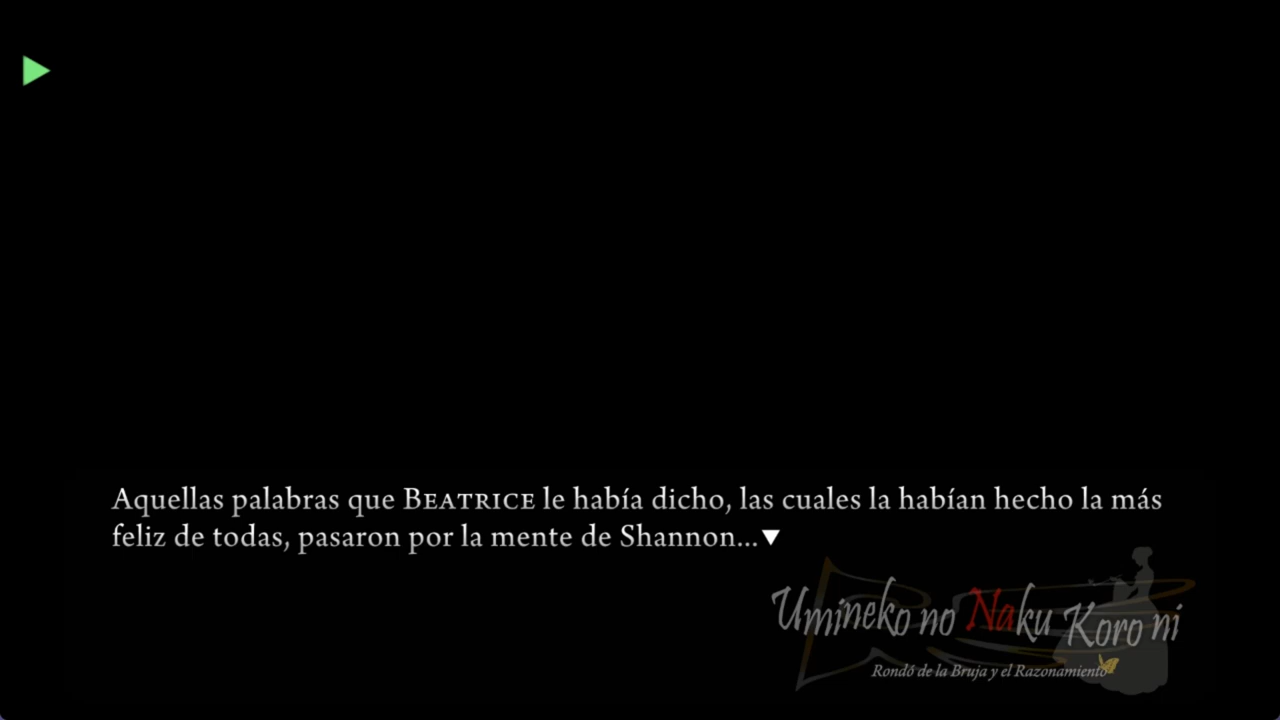 Aquellas palabras que BEATRICE le había dicho, las cuales la habían hecho la más
feliz de todas, pasaron por la mente de Shannon...
Umineko no Naku Koro ni
Rondó de la Bruja y el Razonamiento